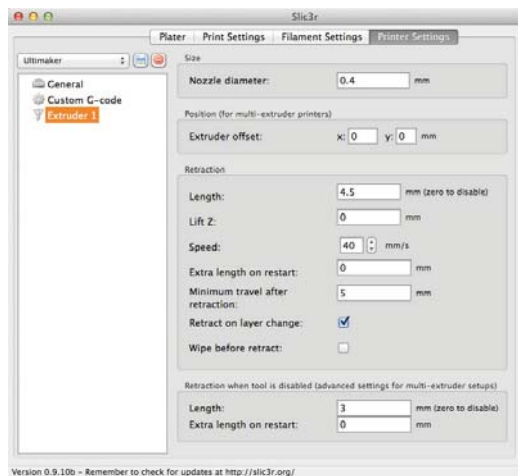 Slic3r
Plater Print Settings Filament Settings Printer Settings
Ultimaker
General
Custom G-code
Extruder 1
Size
Nozzle diameter: 0.4 mm
Position (for multi-extruder printers)
Extruder offset: x: 0 y: 0 mm
Retraction
Length: 4.5 mm (zero to disable)
Lift Z: 0 mm
Speed: 40 mm/s
Extra length on restart: 0 mm
Minimum travel after
retraction: 5 mm
Retract on layer change:
Wipe before retract:
Retraction when tool is disabled (advanced settings for multi-extruder setups)
Length: 3 mm (zero to disable)
Extra length on restart: 0 mm
Version 0.9.10b - Remember to check for updates at http://slic3r.org/